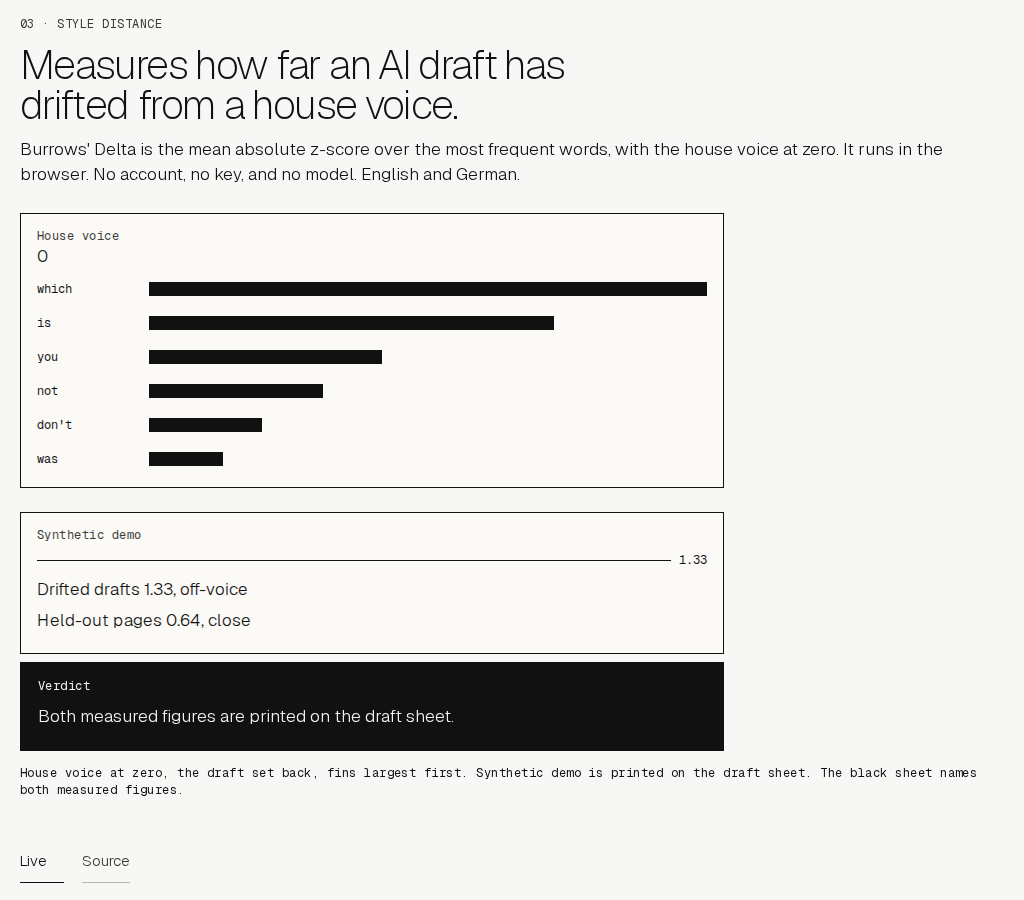 03 · STYLE DISTANCE
Measures how far an AI draft has
drifted from a house voice.
Burrows' Delta is the mean absolute z-score over the most frequent words, with the house voice at zero. It runs in the
browser. No account, no key, and no model. English and German.
House voice
0
which
is
you
not
don't
was
Synthetic demo
1.33
Drifted drafts 1.33, off-voice
Held-out pages 0.64, close
Verdict
Both measured figures are printed on the draft sheet.
House voice at zero, the draft set back, fins largest first. Synthetic demo is printed on the draft sheet. The black sheet names
both measured figures.
Live
Source